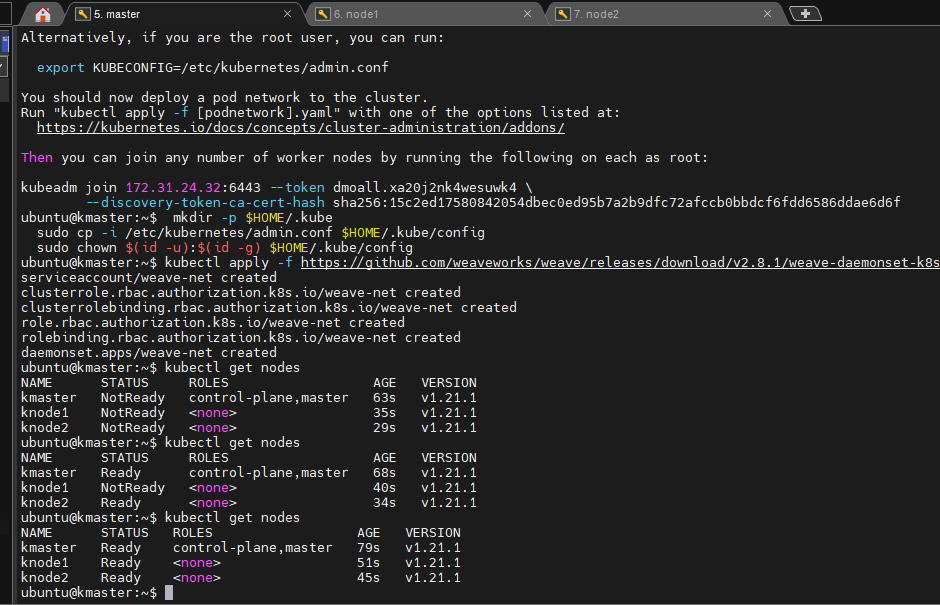 5. master
6. node1
7. node2
Alternatively, if you are the root user, you can run:
export KUBECONFIG=/etc/kubernetes/admin.conf
You should now deploy a pod network to the cluster.
Run "kubectl apply -f [podnetwork].yaml" with one of the options listed at:
https://kubernetes.io/docs/concepts/cluster-administration/addons/
Then you can join any number of worker nodes by running the following on each as root:
kubeadm join 172.31.24.32:6443 --token dmoall.xa20j2nk4wesuwk4 \
--discovery-token-ca-cert-hash sha256:15c2ed17580842054dbec0ed95b7a2b9dfc72afccb0bbdcf6fdd6586ddae6d6f
ubuntu@kmaster:~$  mkdir -p $HOME/.kube
sudo cp -i /etc/kubernetes/admin.conf $HOME/.kube/config
sudo chown $(id -u):$(id -g) $HOME/.kube/config
ubuntu@kmaster:~$ kubectl apply -f https://github.com/weaveworks/weave/releases/download/v2.8.1/weave-daemonset-k8s
serviceaccount/weave-net created
clusterrole.rbac.authorization.k8s.io/weave-net created
clusterrolebinding.rbac.authorization.k8s.io/weave-net created
role.rbac.authorization.k8s.io/weave-net created
rolebinding.rbac.authorization.k8s.io/weave-net created
daemonset.apps/weave-net created
ubuntu@kmaster:~$ kubectl get nodes
NAME      STATUS     ROLES                  AGE   VERSION
kmaster   NotReady   control-plane,master   63s   v1.21.1
knode1    NotReady   <none>                 35s   v1.21.1
knode2    NotReady   <none>                 29s   v1.21.1
ubuntu@kmaster:~$ kubectl get nodes
NAME      STATUS     ROLES                  AGE   VERSION
kmaster   Ready      control-plane,master   68s   v1.21.1
knode1    NotReady   <none>                 40s   v1.21.1
knode2    Ready      <none>                 34s   v1.21.1
ubuntu@kmaster:~$ kubectl get nodes
NAME      STATUS   ROLES                  AGE   VERSION
kmaster   Ready    control-plane,master   79s   v1.21.1
knode1    Ready    <none>                 51s   v1.21.1
knode2    Ready    <none>                 45s   v1.21.1
ubuntu@kmaster:~$